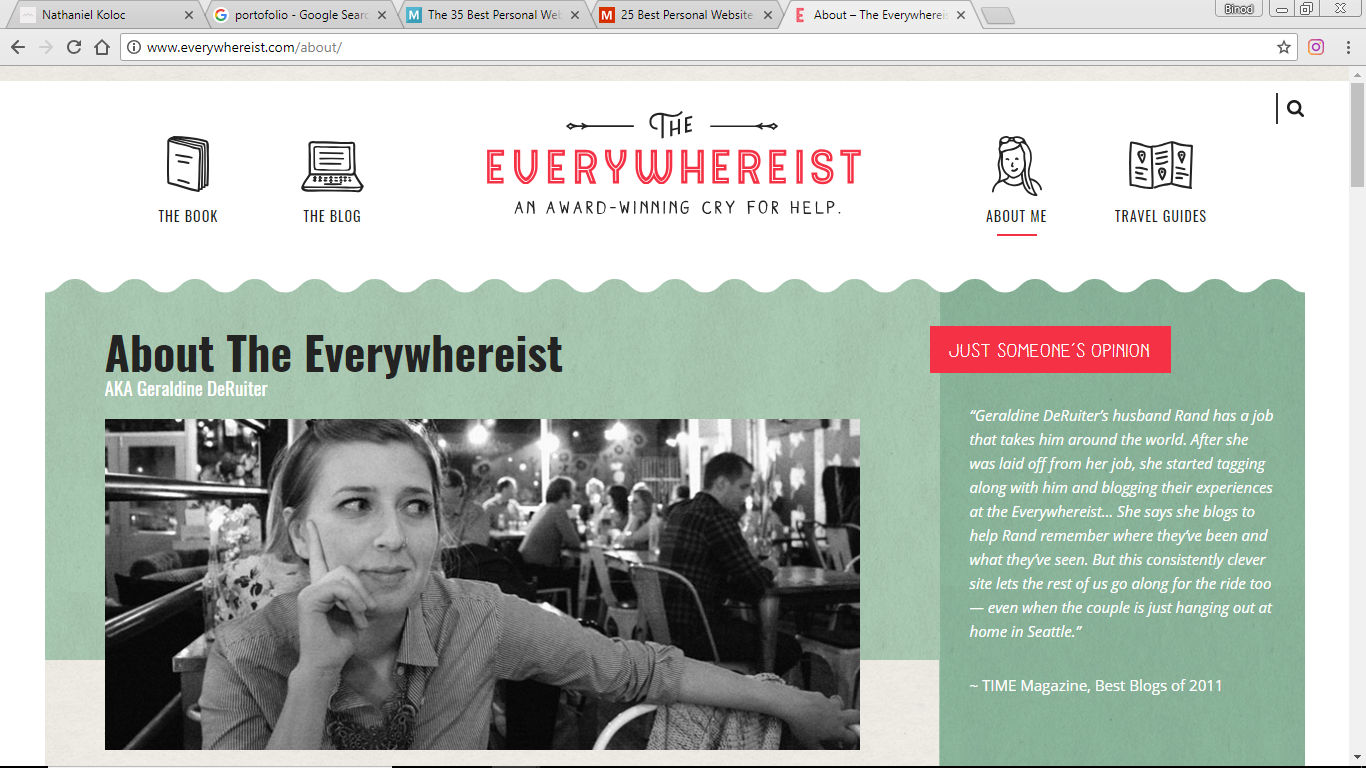 Nathaniel Koloc
portofolio - Google Searc
The 35 Best Personal Web
25 Best Personal Website
About – The Everywhereis
Binod
www.everywhereist.com/about/
THE BOOK
THE BLOG
THE
EVERYWHEREIST
AN AWARD-WINNING CRY FOR HELP.
ABOUT ME
TRAVEL GUIDES
About The Everywhereist
AKA Geraldine DeRuiter
JUST SOMEONE'S OPINION
“Geraldine DeRuiter’s husband Rand has a job
that takes him around the world. After she
was laid off from her job, she started tagging
along with him and blogging their experiences
at the Everywhereist… She says she blogs to
help Rand remember where they’ve been and
what they’ve seen. But this consistently clever
site lets the rest of us go along for the ride too
— even when the couple is just hanging out at
home in Seattle.”
~ TIME Magazine, Best Blogs of 2011